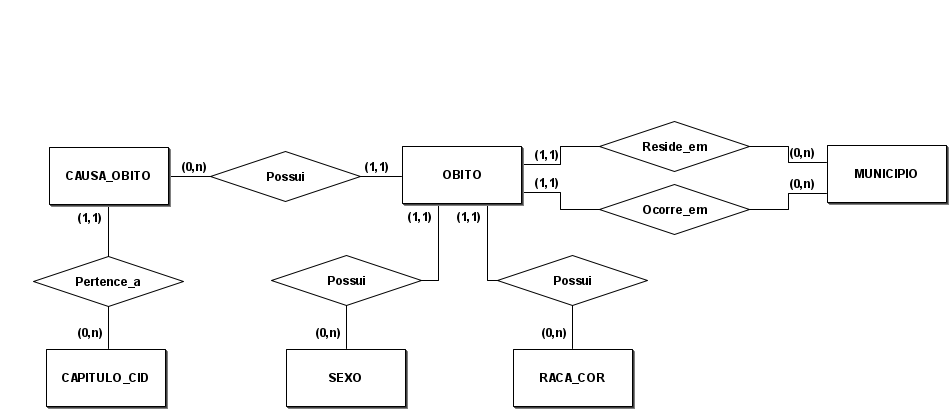 Reside_em
(1,1)
(0,n)
CAUSA_OBITO
(0,n)
Possui
(1,1)
OBITO
MUNICIPIO
(1,1)
(0,n)
Ocorre_em
(1,1)
(1,1)
(1,1)
Pertence_a
Possui
Possui
(0,n)
(0,n)
(0,n)
CAPITULO_CID
SEXO
RACA_COR